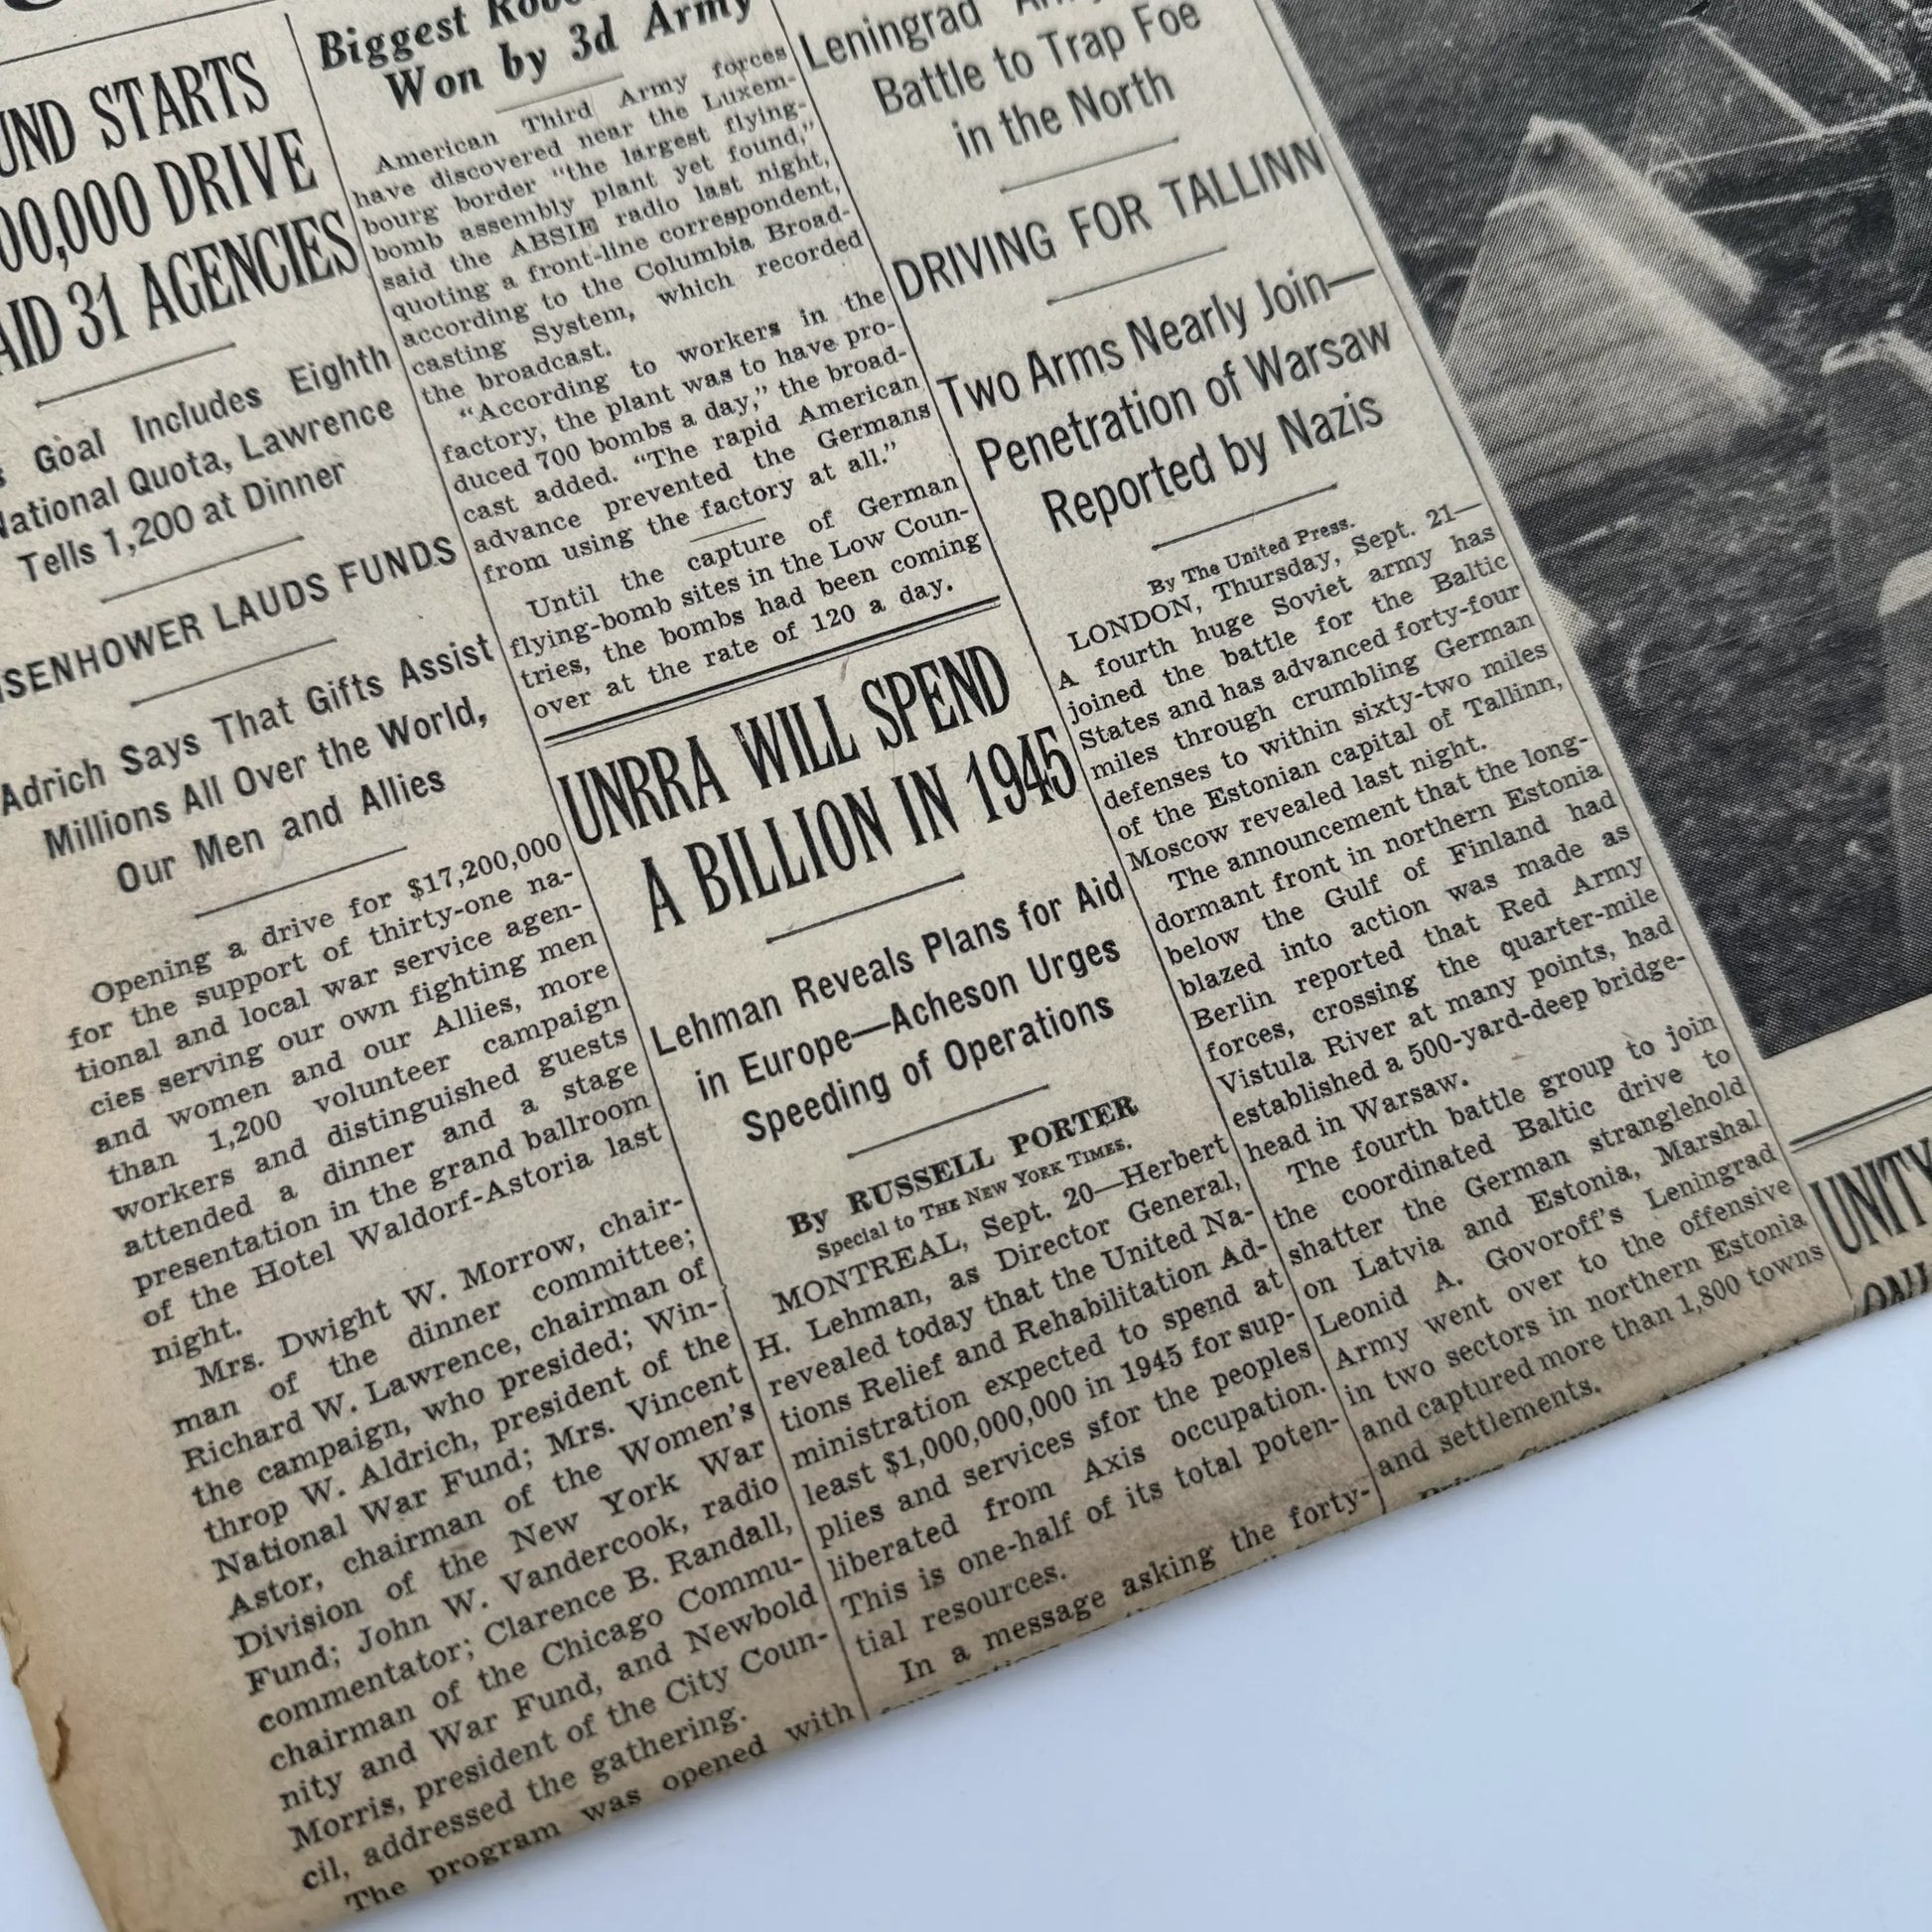 UND STARTS
00,000 DRIVE
AID 31 AGENCIES
Goal Includes Eighth
National Quota, Lawrence
Tells 1,200 at Dinner
ISENHOWER LAUDS FUNDS
Adrich Says That Gifts Assist
Millions All Over the World,
Our Men and Allies
Opening a drive for $17,200,000
for the support of thirty-one na-
tional and local war service agen-
cies serving our own fighting men
and women and our Allies, more
than 1,200 volunteer campaign
workers and distinguished guests
attended a dinner and a stage
presentation in the grand ballroom
of the Hotel Waldorf-Astoria last
night.
Mrs. Dwight W. Morrow, chair-
man of the dinner committee;
Richard W. Lawrence, chairman of
the campaign, who presided; Win-
throp W. Aldrich, president of the
National War Fund; Mrs. Vincent
Astor, chairman of the Women's
Division of the New York War
Fund; John W. Vandercook, radio
commentator; Clarence B. Randall,
chairman of the Chicago Commu-
nity and War Fund, and Newbold
Morris, president of the City Coun-
cil, addressed the gathering.
The program was opened with
Biggest
Won by 3d Army
American Third Army forces
have discovered near the Luxem-
bourg border "the largest flying-
bomb assembly plant yet found,"
said the ABSIE radio last night,
quoting a front-line correspondent,
according to the Columbia Broad-
casting System, which recorded
the broadcast.
"According to workers in the
factory, the plant was to have pro-
duced 700 bombs a day," the broad-
cast added. "The rapid American
advance prevented the Germans
from using the factory at all."
Until the capture of German
flying-bomb sites in the Low Coun-
tries, the bombs had been coming
over at the rate of 120 a day.
UNRRA WILL SPEND
A BILLION IN 1945
Lehman Reveals Plans for Aid
in Europe—Acheson Urges
Speeding of Operations
By RUSSELL PORTER
Special to THE NEW YORK TIMES.
MONTREAL, Sept. 20—Herbert
H. Lehman, as Director General,
revealed today that the United Na-
tions Relief and Rehabilitation Ad-
ministration expected to spend at
least $1,000,000,000 in 1945 for sup-
plies and services sfor the peoples
liberated from Axis occupation.
This is one-half of its total poten-
tial resources.
In a message asking the forty-
Leningrad
Battle to Trap Foe
in the North
DRIVING FOR TALLINN
Two Arms Nearly Join—
Penetration of Warsaw
Reported by Nazis
By The United Press.
LONDON, Thursday, Sept. 21—
A fourth huge Soviet army has
joined the battle for the Baltic
States and has advanced forty-four
miles through crumbling German
defenses to within sixty-two miles
of the Estonian capital of Tallinn,
Moscow revealed last night.
The announcement that the long-
dormant front in northern Estonia
below the Gulf of Finland had
blazed into action was made as
Berlin reported that Red Army
forces, crossing the quarter-mile
Vistula River at many points, had
established a 500-yard-deep bridge-
head in Warsaw.
The fourth battle group to join
the coordinated Baltic drive to
shatter the German stranglehold
on Latvia and Estonia, Marshal
Leonid A. Govoroff's Leningrad
Army went over to the offensive
in two sectors in northern Estonia
and captured more than 1,800 towns
and settlements.
UNITY